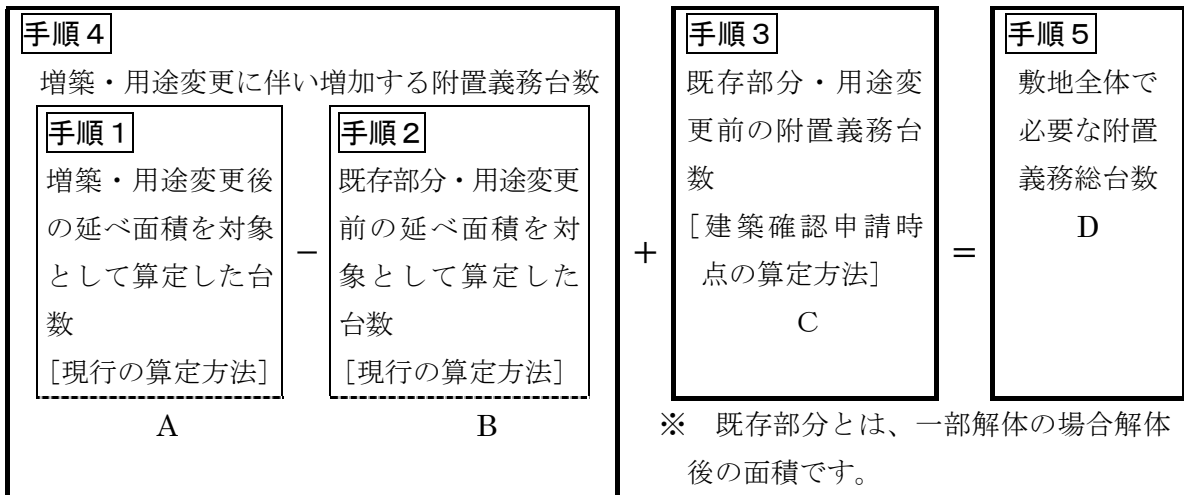 手順4
増築・用途変更に伴い増加する附置義務台数
手順1
増築・用途変更後
の延べ面積を対象
として算定した台
数
[現行の算定方法]
A
－
手順2
既存部分・用途変更
前の延べ面積を対
象として算定した
台数
[現行の算定方法]
B
＋
手順3
既存部分・用途変
更前の附置義務台
数
[建築確認申請時
点の算定方法]
C
＝
手順5
敷地全体で
必要な附置
義務総台数
D
※　既存部分とは、一部解体の場合解体
後の面積です。